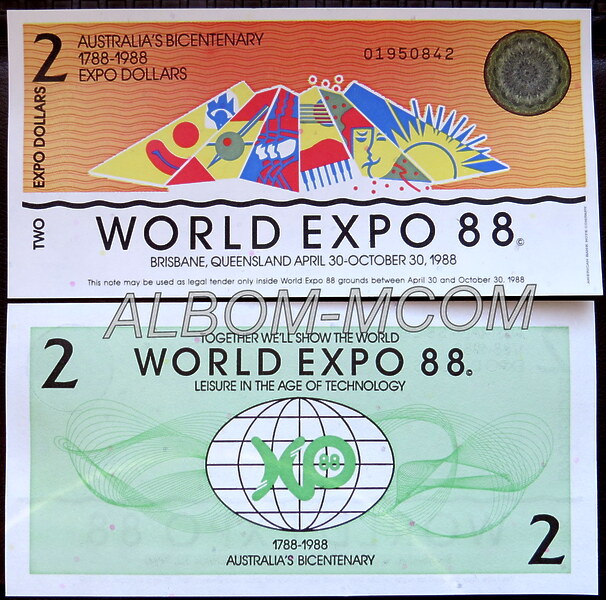 2
AUSTRALIA'S BICENTENARY
1788-1988
EXPO DOLLARS
01950842
TWO EXPO DOLLARS
WORLD EXPO 88©
BRISBANE, QUEENSLAND APRIL 30-OCTOBER 30, 1988
This note may be used as legal tender only inside World Expo 88 grounds between April 30 and October 30, 1988
ALBOM-MCOM
2
TOGETHER WE'LL SHOW THE WORLD
WORLD EXPO 88©
LEISURE IN THE AGE OF TECHNOLOGY
XPO
88
1788-1988
AUSTRALIA'S BICENTENARY
2